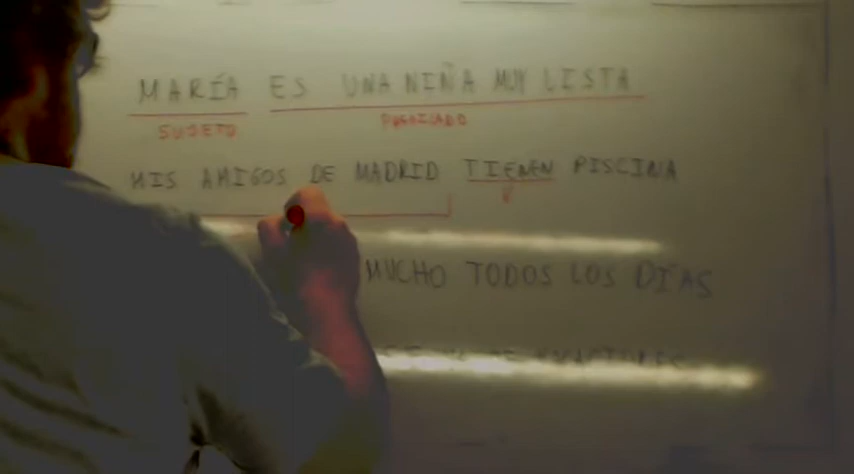 MARÍA ES UNA NIÑA MUY LISTA
SUJETO PREDICADO
MIS AMIGOS DE MADRID TIENEN PISCINA
V
MUCHO TODOS LOS DÍAS